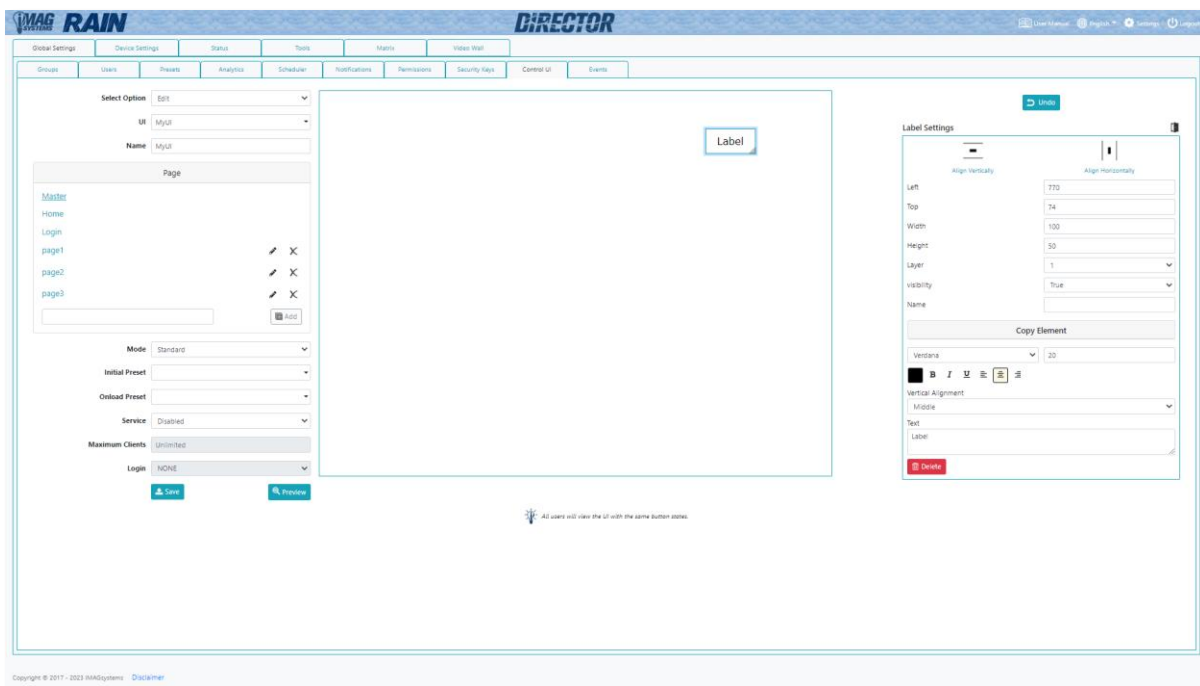 IMAG SYSTEMS RAIN DIRECTOR User Manual English Settings Logout
Global Settings Device Settings Status Tools Matrix Video Wall
Groups Users Presets Analytics Scheduler Notifications Permissions Security Keys Control UI Events
Select Option Edit
UI MyUI
Name MyUI
Page
Master
Home
Login
page1
page2
page3
Add
Mode Standard
Initial Preset
Onload Preset
Service Disabled
Maximum Clients Unlimited
Login NONE
Save Preview
Label
All users will view the UI with the same button states.
Undo
Label Settings
Align Vertically Align Horizontally
Left 770
Top 74
Width 100
Height 50
Layer 1
visibility True
Name
Copy Element
Verdana 20
B I U
Vertical Alignment
Middle
Text
Label
Delete
Copyright © 2017 - 2023 IMAGsystems Disclaimer